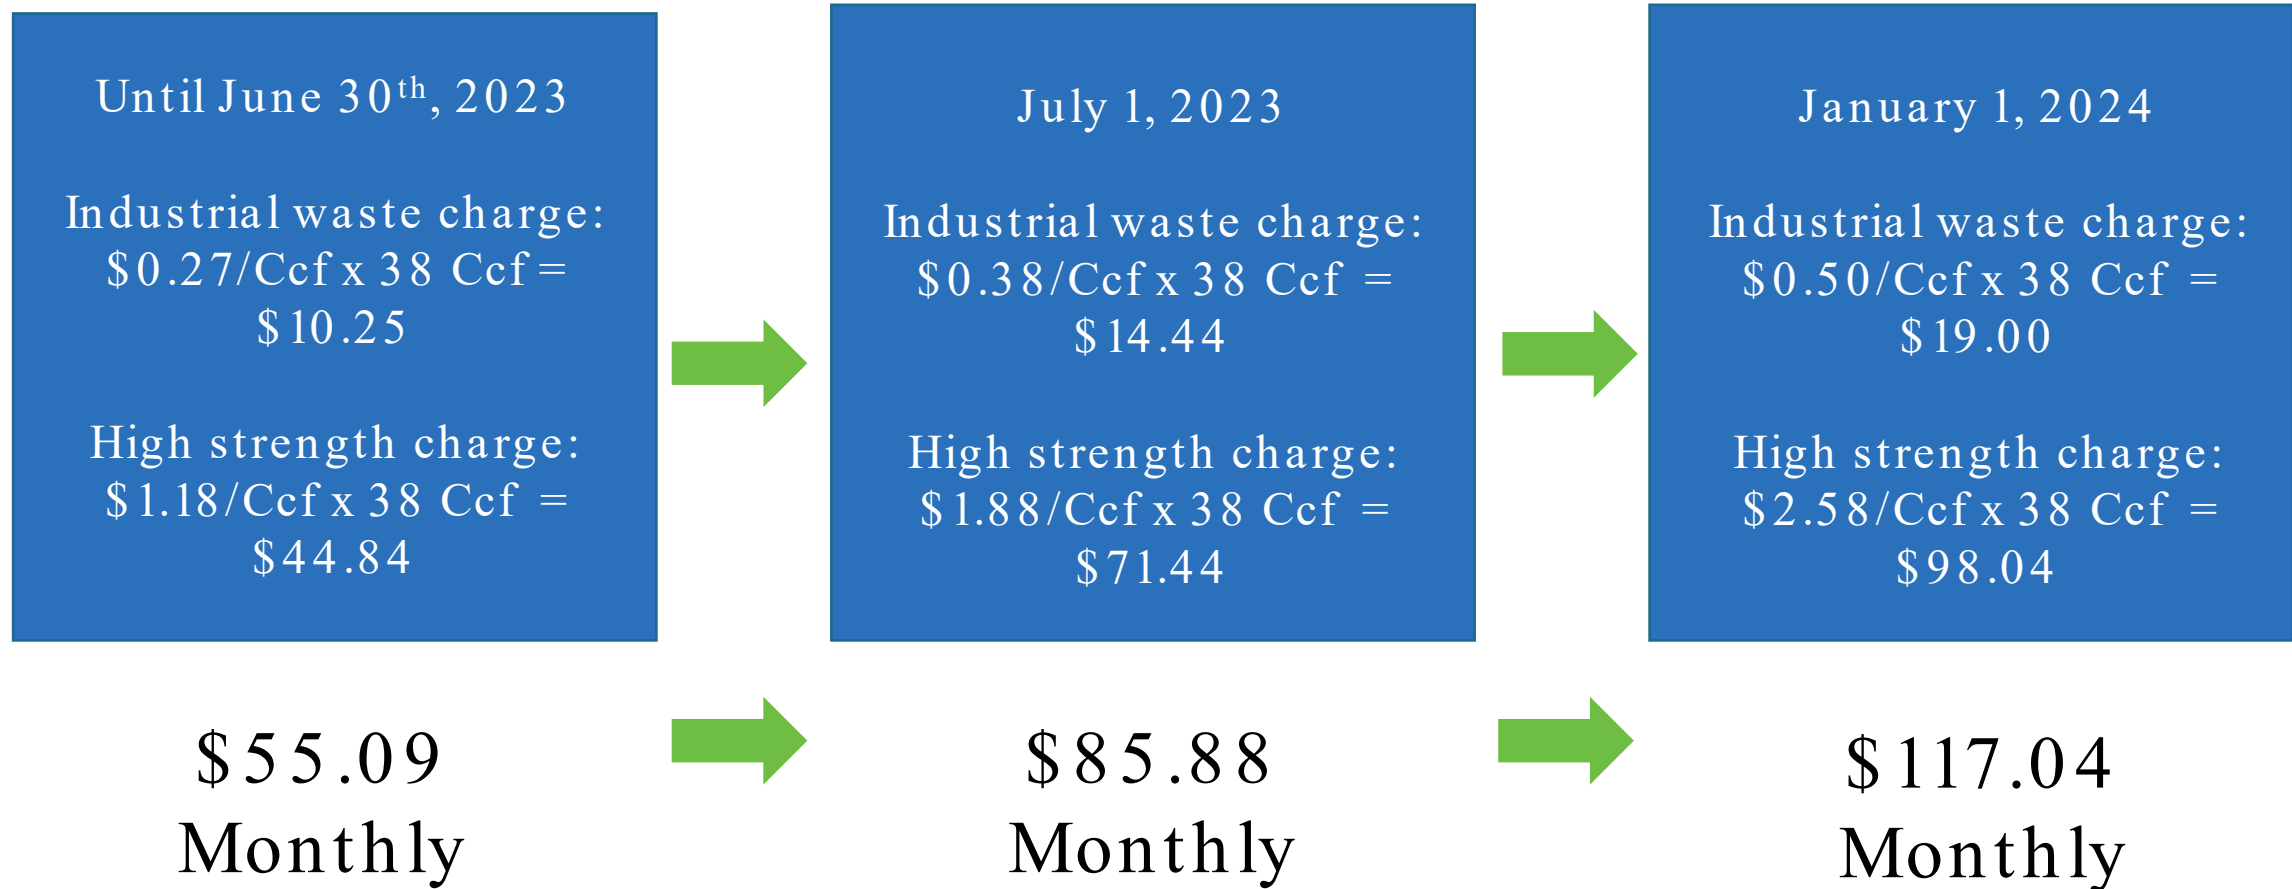 Until June 30th, 2023
Industrial waste charge:
$0.27/Ccf x 38 Ccf =
$10.25
High strength charge:
$1.18/Ccf x 38 Ccf =
$44.84
July 1, 2023
Industrial waste charge:
$0.38/Ccf x 38 Ccf =
$14.44
High strength charge:
$1.88/Ccf x 38 Ccf =
$71.44
January 1, 2024
Industrial waste charge:
$0.50/Ccf x 38 Ccf =
$19.00
High strength charge:
$2.58/Ccf x 38 Ccf =
$98.04
$55.09
Monthly
$85.88
Monthly
$117.04
Monthly